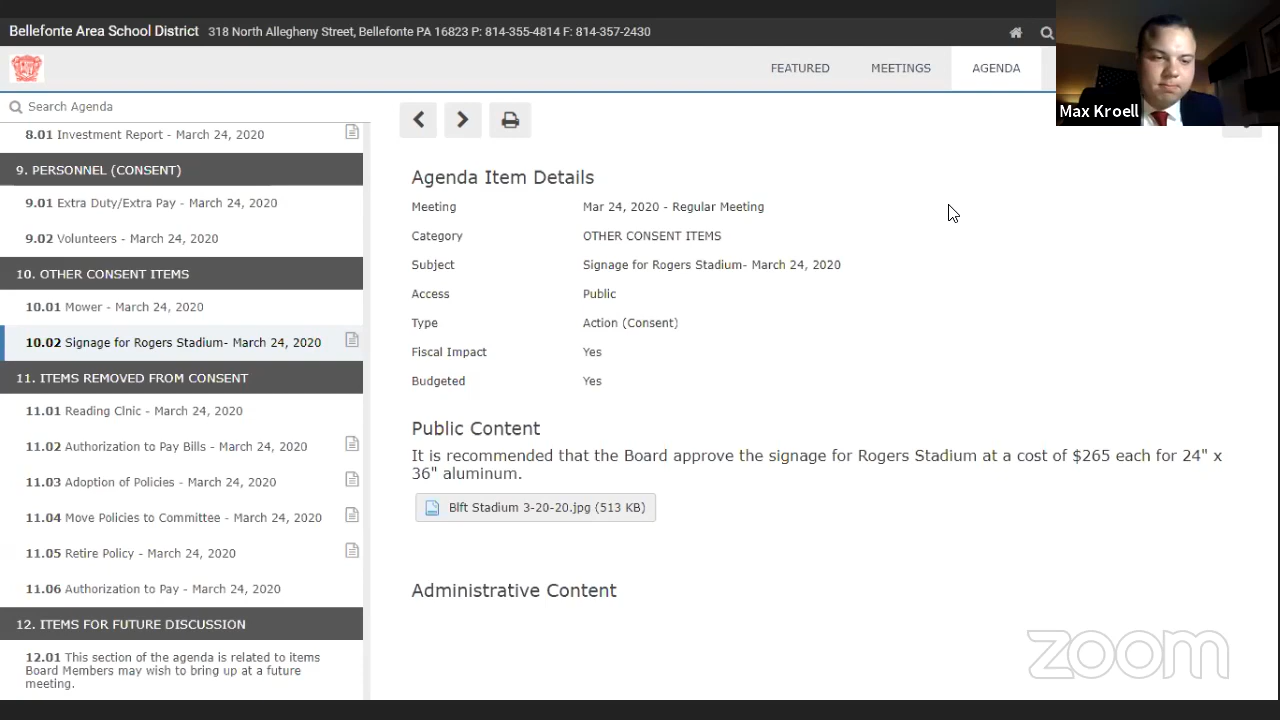 Bellefonte Area School District 318 North Allegheny Street, Bellefonte PA 16823 P: 814-355-4814 F: 814-357-2430
FEATURED MEETINGS AGENDA
Max Kroell
Search Agenda
8.01 Investment Report - March 24, 2020
9. PERSONNEL (CONSENT)
9.01 Extra Duty/Extra Pay - March 24, 2020
9.02 Volunteers - March 24, 2020
10. OTHER CONSENT ITEMS
10.01 Mower - March 24, 2020
10.02 Signage for Rogers Stadium- March 24, 2020
11. ITEMS REMOVED FROM CONSENT
11.01 Reading Clnic - March 24, 2020
11.02 Authorization to Pay Bills - March 24, 2020
11.03 Adoption of Policies - March 24, 2020
11.04 Move Policies to Committee - March 24, 2020
11.05 Retire Policy - March 24, 2020
11.06 Authorization to Pay - March 24, 2020
12. ITEMS FOR FUTURE DISCUSSION
12.01 This section of the agenda is related to items
Board Members may wish to bring up at a future
meeting.
Agenda Item Details
Meeting Mar 24, 2020 - Regular Meeting
Category OTHER CONSENT ITEMS
Subject Signage for Rogers Stadium- March 24, 2020
Access Public
Type Action (Consent)
Fiscal Impact Yes
Budgeted Yes
Public Content
It is recommended that the Board approve the signage for Rogers Stadium at a cost of $265 each for 24" x
36" aluminum.
Blft Stadium 3-20-20.jpg (513 KB)
Administrative Content
zoom